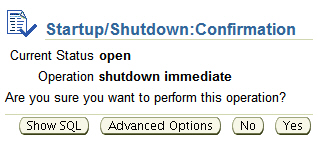 Startup/Shutdown:Confirmation
Current Status open
Operation shutdown immediate
Are you sure you want to perform this operation?
Show SQL Advanced Options No Yes